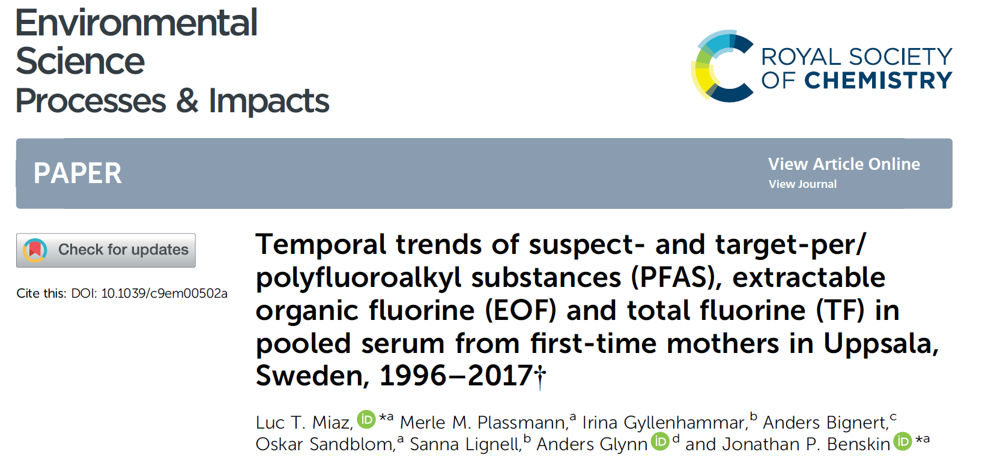 Environmental
Science
Processes & Impacts
ROYAL SOCIETY
OF CHEMISTRY
PAPER
View Article Online
View Journal
Check for updates
Cite this: DOI: 10.1039/c9em00502a
Temporal trends of suspect- and target-per/
polyfluoroalkyl substances (PFAS), extractable
organic fluorine (EOF) and total fluorine (TF) in
pooled serum from first-time mothers in Uppsala,
Sweden, 1996–2017†
Luc T. Miaz, iD *a Merle M. Plassmann,a Irina Gyllenhammar,b Anders Bignert,c
Oskar Sandblom,a Sanna Lignell,b Anders Glynn iD d and Jonathan P. Benskin iD *a